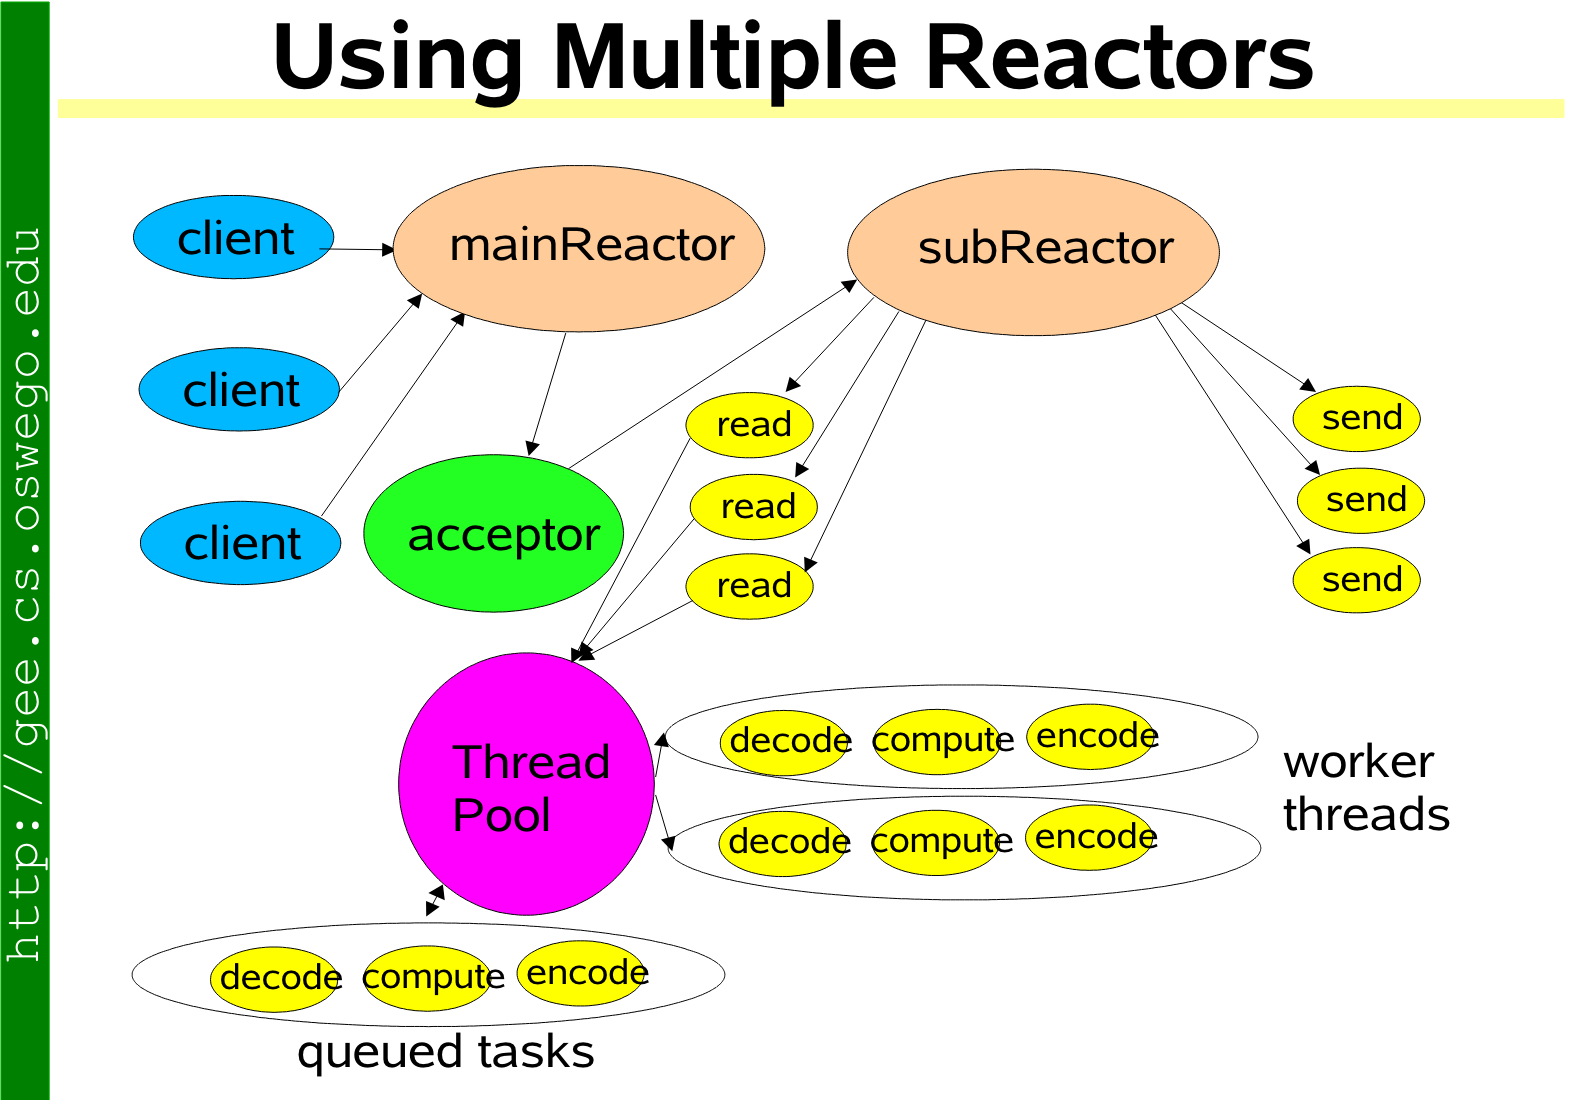 Using Multiple Reactors
http://gee.cs.oswego.edu
client
mainReactor
subReactor
client
read
send
read
send
client
acceptor
read
send
Thread
Pool
decode compute encode
decode compute encode
worker
threads
decode compute encode
queued tasks